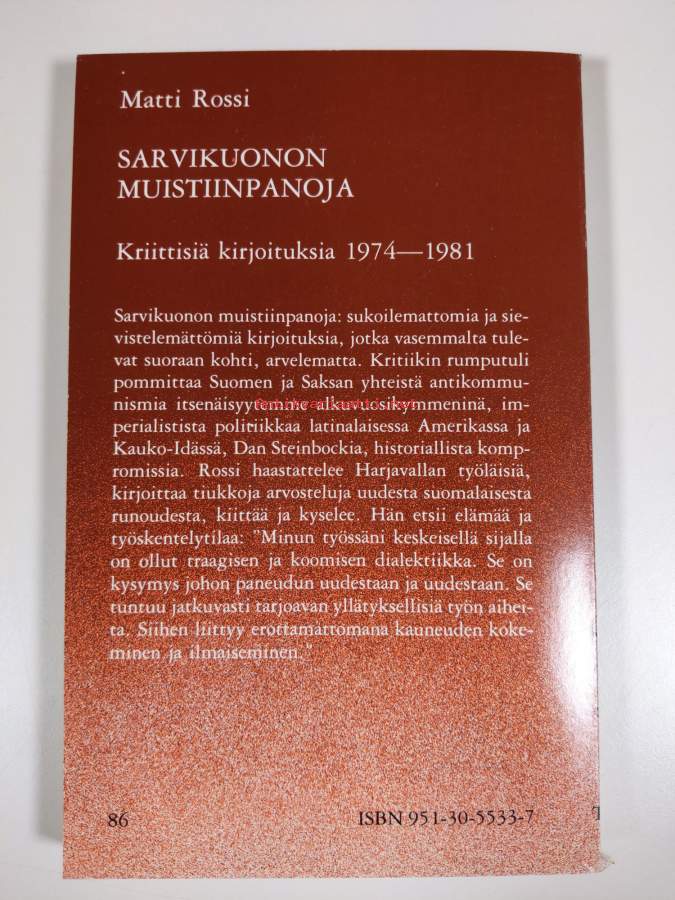 Matti Rossi
SARVIKUONON
MUISTIINPANOJA
Kriittisiä kirjoituksia 1974—1981
Sarvikuonon muistiinpanoja: sukoilemattomia ja sie-
vistelemättömiä kirjoituksia, jotka vasemmalta tule-
vat suoraan kohti, arvelematta. Kritiikin rumputuli
pommittaa Suomen ja Saksan yhteistä antikommu-
nismia itsenäisyytemme alkuvuosikymmeninä, im-
perialistista politiikkaa latinalaisessa Amerikassa ja
Kauko-Idässä, Dan Steinbockia, historiallista komp-
romissia. Rossi haastattelee Harjavallan työläisiä,
kirjoittaa tiukkoja arvosteluja uudesta suomalaisesta
runoudesta, kiittää ja kyselee. Hän etsii elämää ja
työskentelytilaa: "Minun työssäni keskeisellä sijalla
on ollut traagisen ja koomisen dialektiikka. Se on
kysymys johon paneudun uudestaan ja uudestaan. Se
tuntuu jatkuvasti tarjoavan yllätyksellisiä työn aihei-
ta. Siihen liittyy erottamattomana kauneuden koke-
minen ja ilmaiseminen."
86 ISBN 951-30-5533-7
T